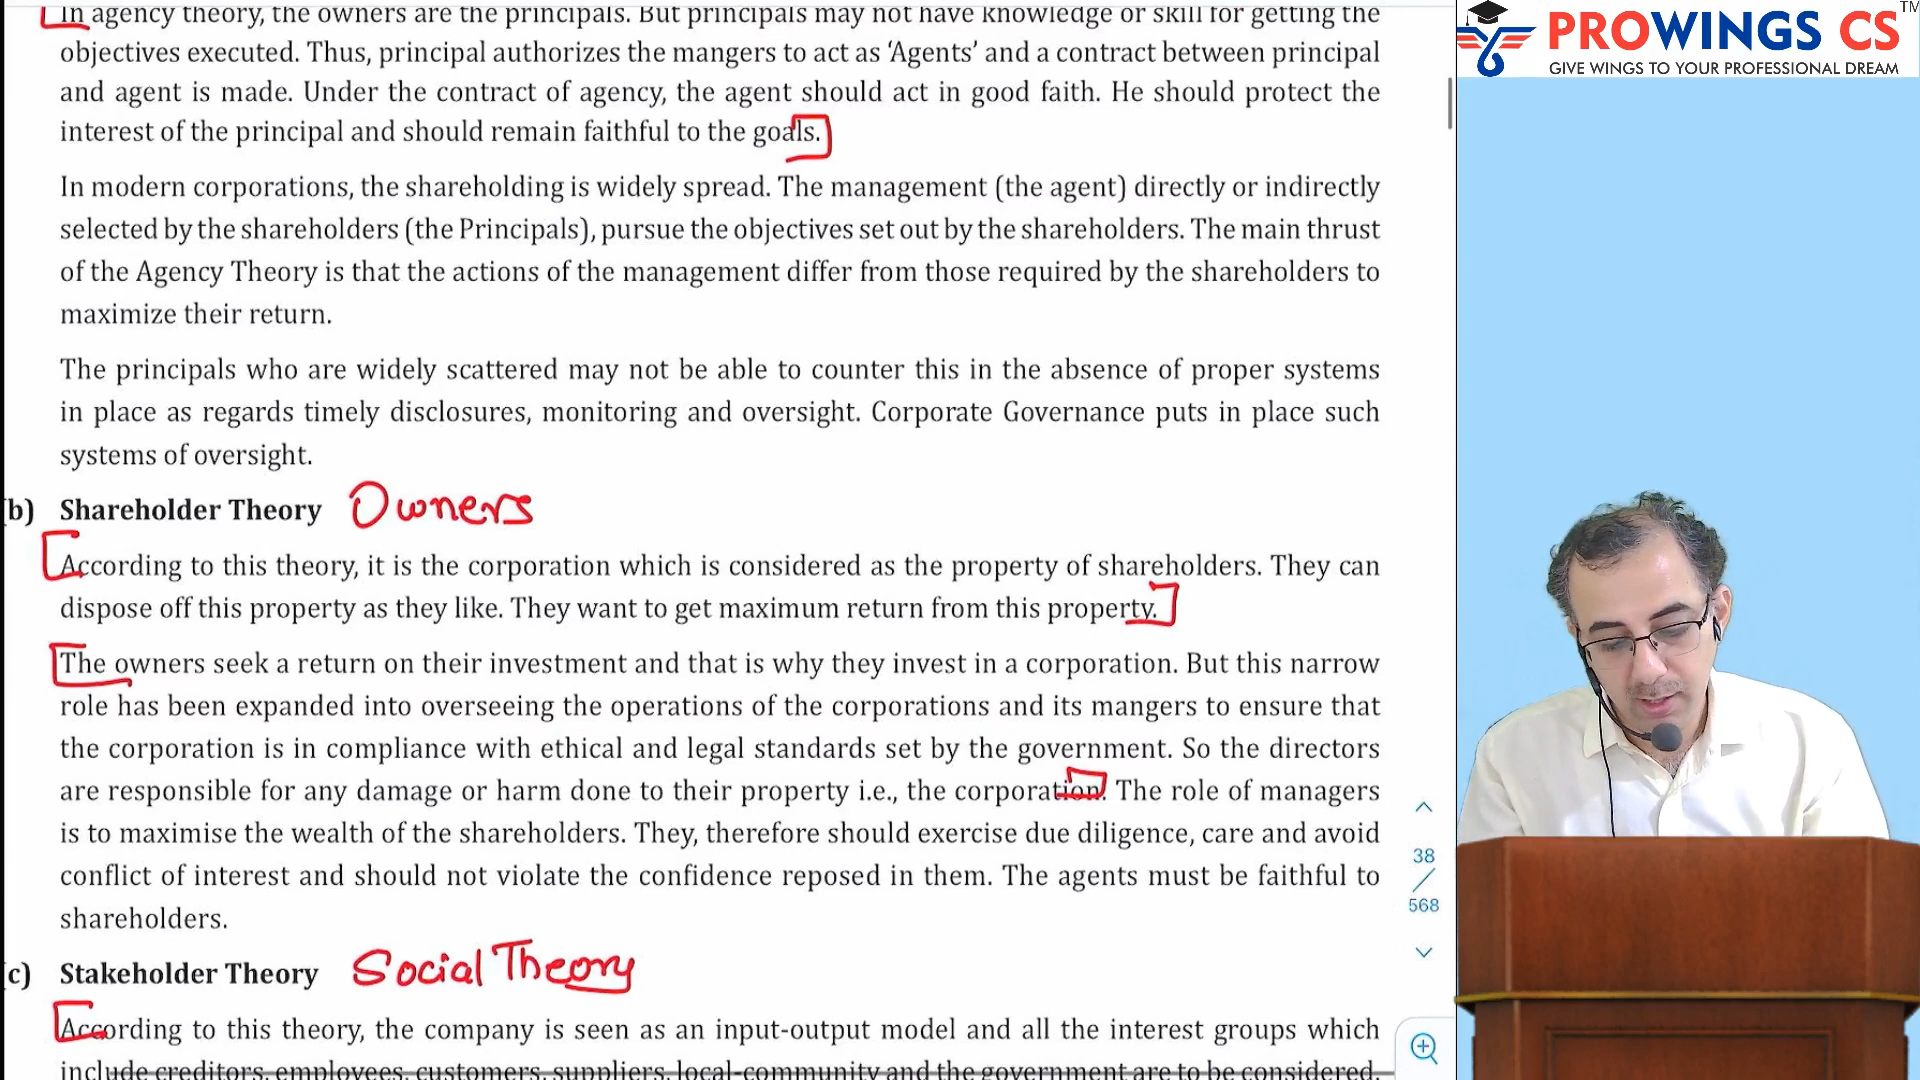 In agency theory, the owners are the principals. But principals may not have knowledge or skill for getting the
objectives executed. Thus, principal authorizes the mangers to act as ‘Agents’ and a contract between principal
and agent is made. Under the contract of agency, the agent should act in good faith. He should protect the
interest of the principal and should remain faithful to the goals.
In modern corporations, the shareholding is widely spread. The management (the agent) directly or indirectly
selected by the shareholders (the Principals), pursue the objectives set out by the shareholders. The main thrust
of the Agency Theory is that the actions of the management differ from those required by the shareholders to
maximize their return.
The principals who are widely scattered may not be able to counter this in the absence of proper systems
in place as regards timely disclosures, monitoring and oversight. Corporate Governance puts in place such
systems of oversight.
(b) Shareholder Theory Owners
According to this theory, it is the corporation which is considered as the property of shareholders. They can
dispose off this property as they like. They want to get maximum return from this property.
The owners seek a return on their investment and that is why they invest in a corporation. But this narrow
role has been expanded into overseeing the operations of the corporations and its mangers to ensure that
the corporation is in compliance with ethical and legal standards set by the government. So the directors
are responsible for any damage or harm done to their property i.e., the corporation. The role of managers
is to maximise the wealth of the shareholders. They, therefore should exercise due diligence, care and avoid
conflict of interest and should not violate the confidence reposed in them. The agents must be faithful to
shareholders.
(c) Stakeholder Theory Social Theory
According to this theory, the company is seen as an input-output model and all the interest groups which
include creditors, employees, customers, suppliers, local-community and the government are to be considered.
38
/
568
PROWINGS CS TM
GIVE WINGS TO YOUR PROFESSIONAL DREAM